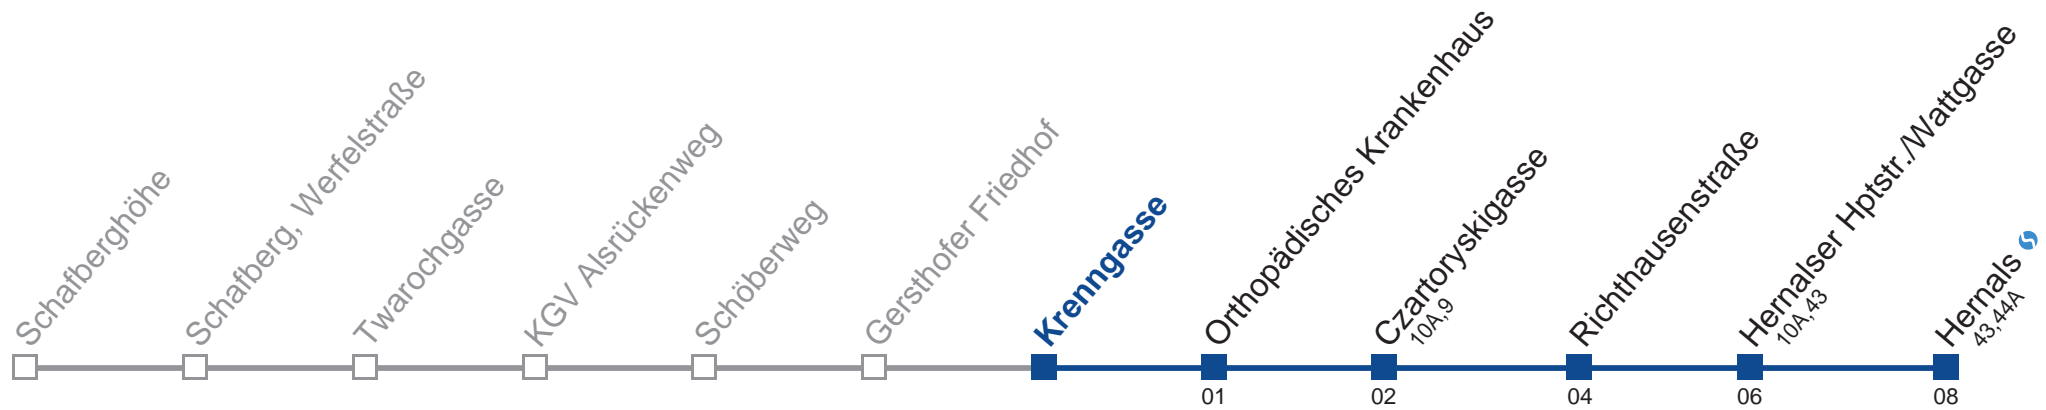 Schafberghöhe
Schafberg, Werfelstraße
Twarochgasse
KGV Alsrückenweg
Schöberweg
Gersthofer Friedhof
Krenngasse
Orthopädisches Krankenhaus
Czartoryskigasse
10A,9
Richthausenstraße
Hernalser Hptstr./Wattgasse
10A,43
Hernals
43,44A
01
02
04
06
08